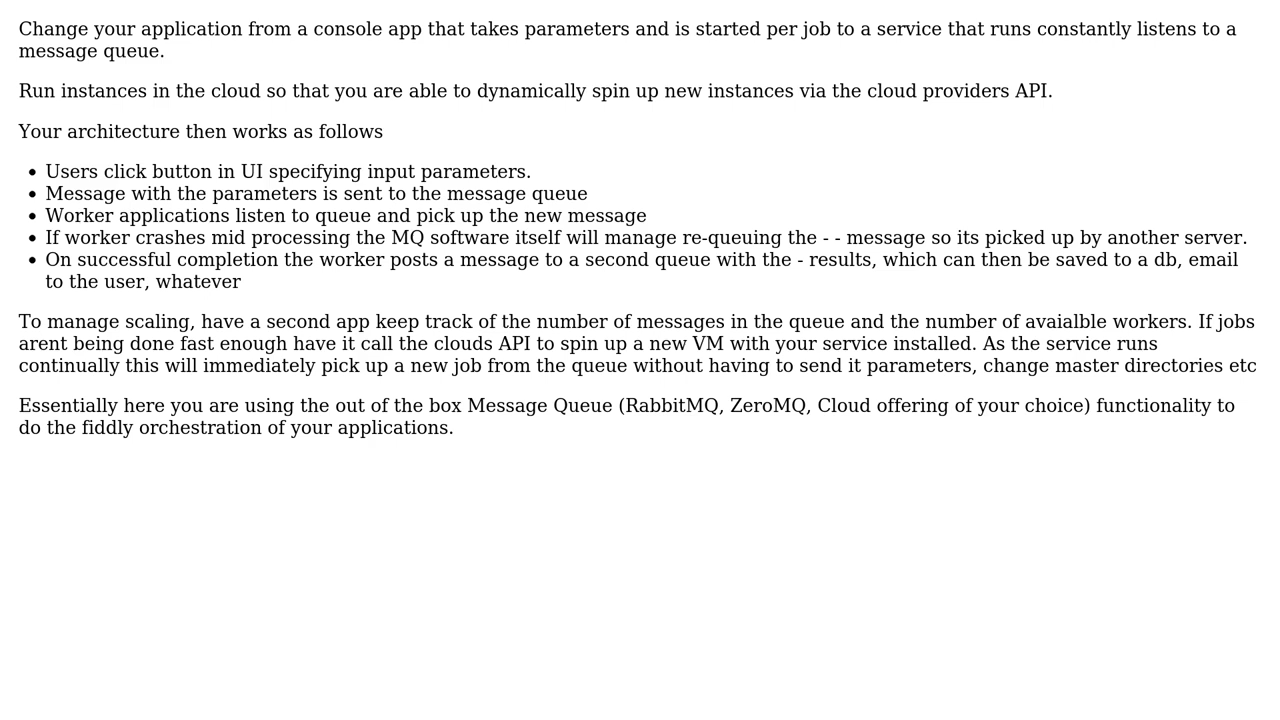 Change your application from a console app that takes parameters and is started per job to a service that runs constantly listens to a
message queue.
Run instances in the cloud so that you are able to dynamically spin up new instances via the cloud providers API.
Your architecture then works as follows
• Users click button in UI specifying input parameters.
• Message with the parameters is sent to the message queue
• Worker applications listen to queue and pick up the new message
• If worker crashes mid processing the MQ software itself will manage re-queuing the - - message so its picked up by another server.
• On successful completion the worker posts a message to a second queue with the - results, which can then be saved to a db, email
to the user, whatever
To manage scaling, have a second app keep track of the number of messages in the queue and the number of avaialble workers. If jobs
arent being done fast enough have it call the clouds API to spin up a new VM with your service installed. As the service runs
continually this will immediately pick up a new job from the queue without having to send it parameters, change master directories etc
Essentially here you are using the out of the box Message Queue (RabbitMQ, ZeroMQ, Cloud offering of your choice) functionality to
do the fiddly orchestration of your applications.